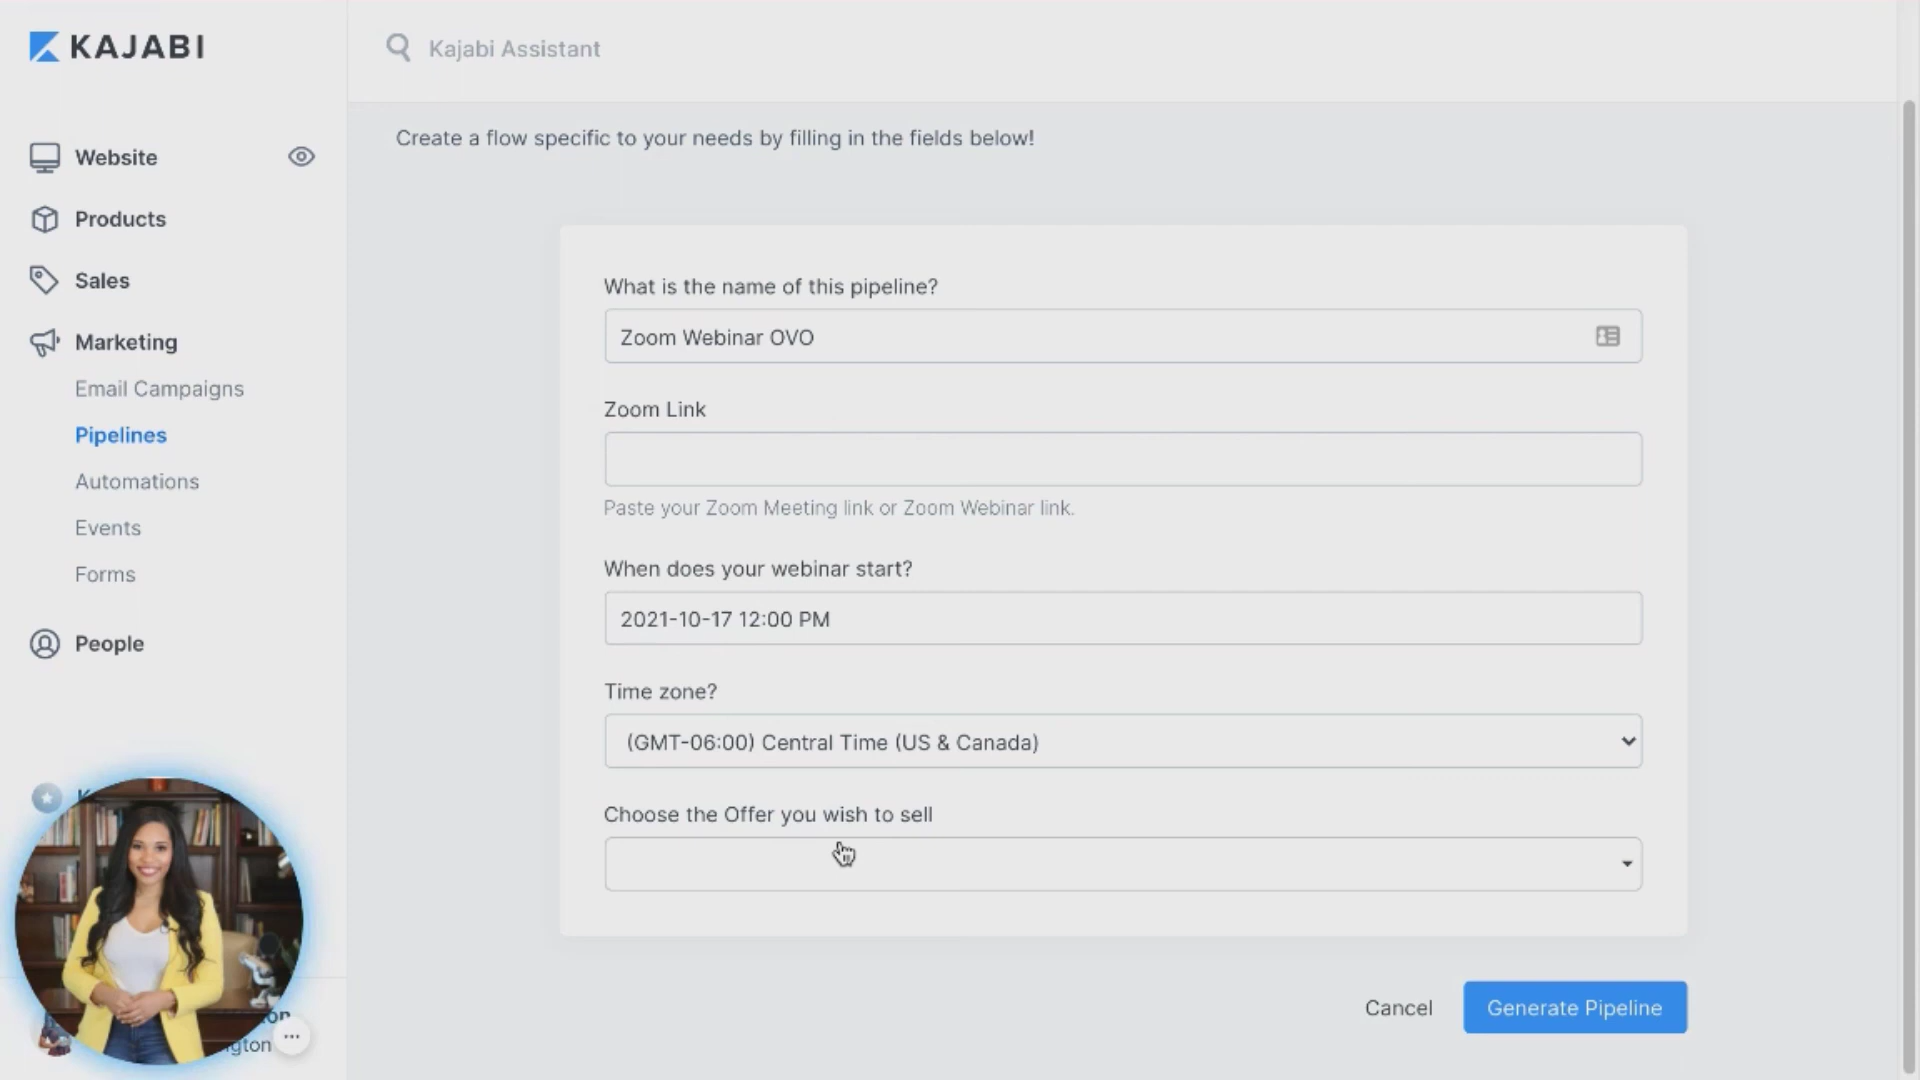 KAJABI
Kajabi Assistant
Website
Products
Sales
Marketing
Email Campaigns
Pipelines
Automations
Events
Forms
People
Create a flow specific to your needs by filling in the fields below!
What is the name of this pipeline?
Zoom Webinar OVO
Zoom Link
Paste your Zoom Meeting link or Zoom Webinar link.
When does your webinar start?
2021-10-17 12:00 PM
Time zone?
(GMT-06:00) Central Time (US & Canada)
Choose the Offer you wish to sell
Cancel
Generate Pipeline